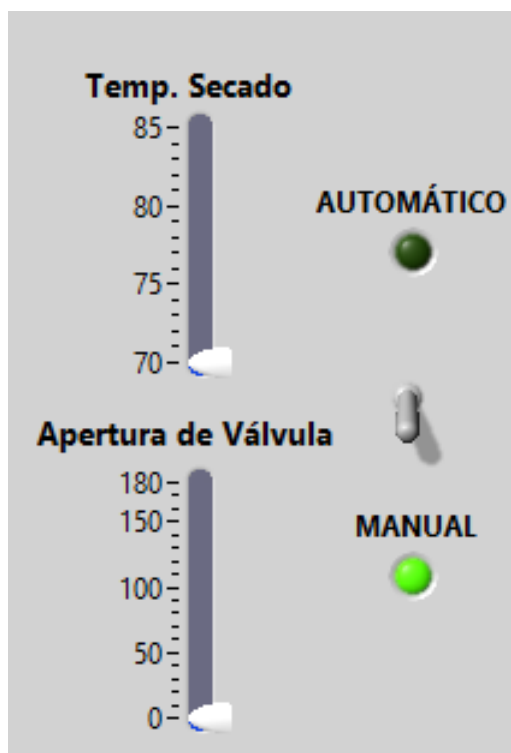 Temp. Secado
85
80
75
70
AUTOMÁTICO
Apertura de Válvula
180
150
100
50
0
MANUAL